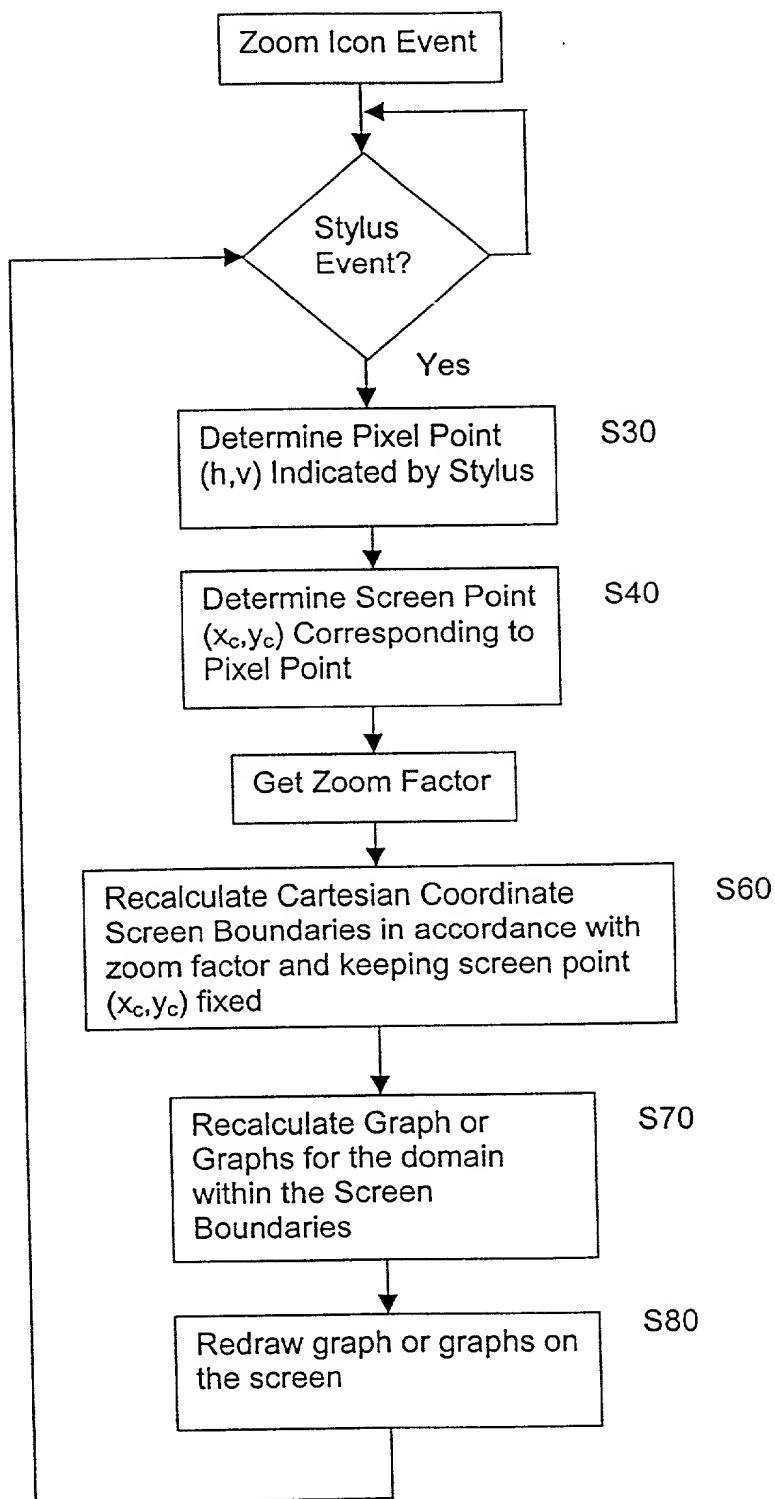 Zoom Icon Event
Stylus
Event?
Yes
Determine Pixel Point
(h,v) Indicated by Stylus
S30
Determine Screen Point
(xc,yc) Corresponding to
Pixel Point
S40
Get Zoom Factor
Recalculate Cartesian Coordinate
Screen Boundaries in accordance with
zoom factor and keeping screen point
(xc,yc) fixed
S60
Recalculate Graph or
Graphs for the domain
within the Screen
Boundaries
S70
Redraw graph or graphs on
the screen
S80